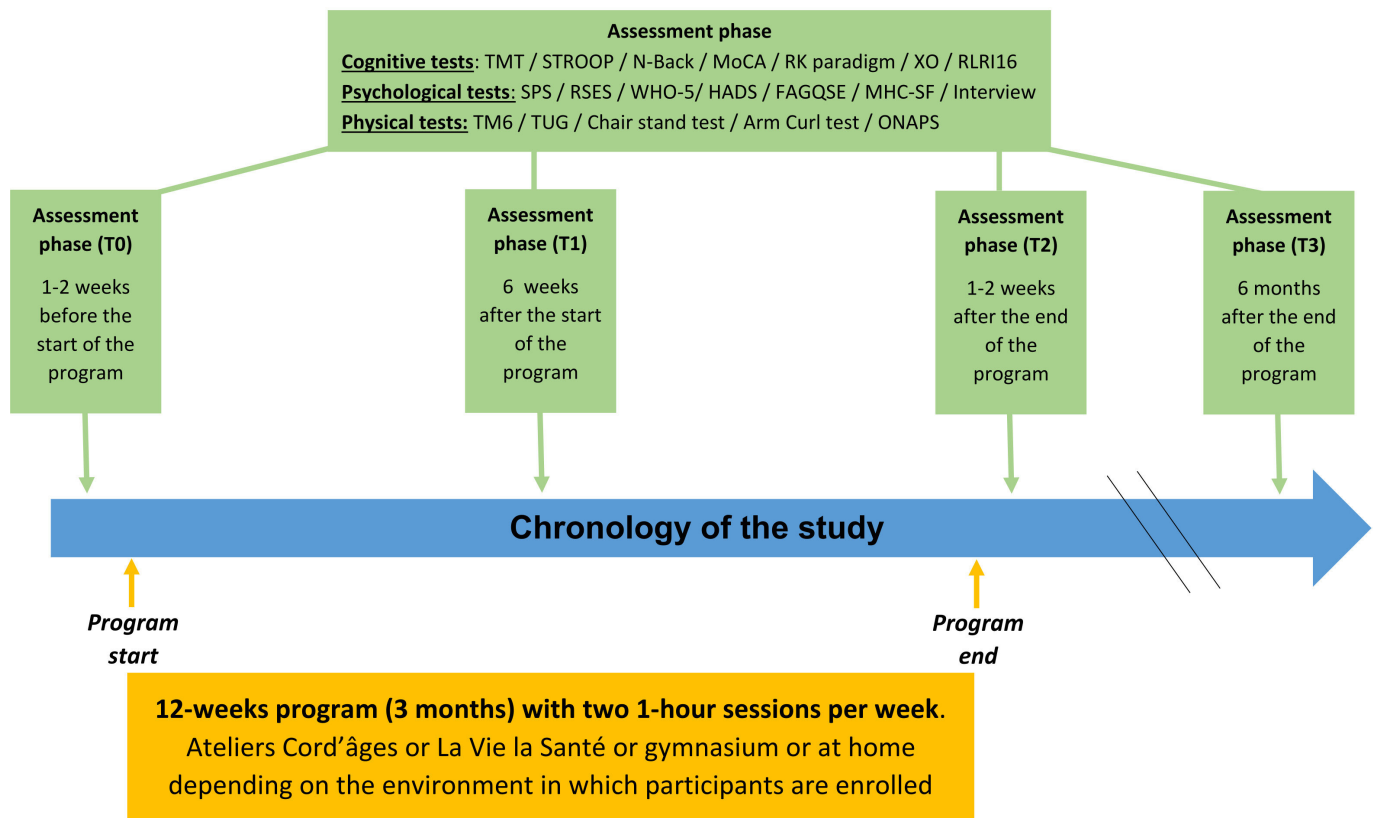 Assessment phase
Cognitive tests: TMT / STROOP / N-Back / MoCA / RK paradigm / XO / RLRI16
Psychological tests: SPS / RSES / WHO-5/ HADS / FAGQSE / MHC-SF / Interview
Physical tests: TM6 / TUG / Chair stand test / Arm Curl test / ONAPS
Assessment
phase (T0)
1-2 weeks
before the
start of the
program
Assessment
phase (T1)
6 weeks
after the start
of the
program
Assessment
phase (T2)
1-2 weeks
after the end
of the
program
Assessment
phase (T3)
6 months
after the end
of the
program
Chronology of the study
Program
start
Program
end
12-weeks program (3 months) with two 1-hour sessions per week.
Ateliers Cord’âges or La Vie la Santé or gymnasium or at home
depending on the environment in which participants are enrolled